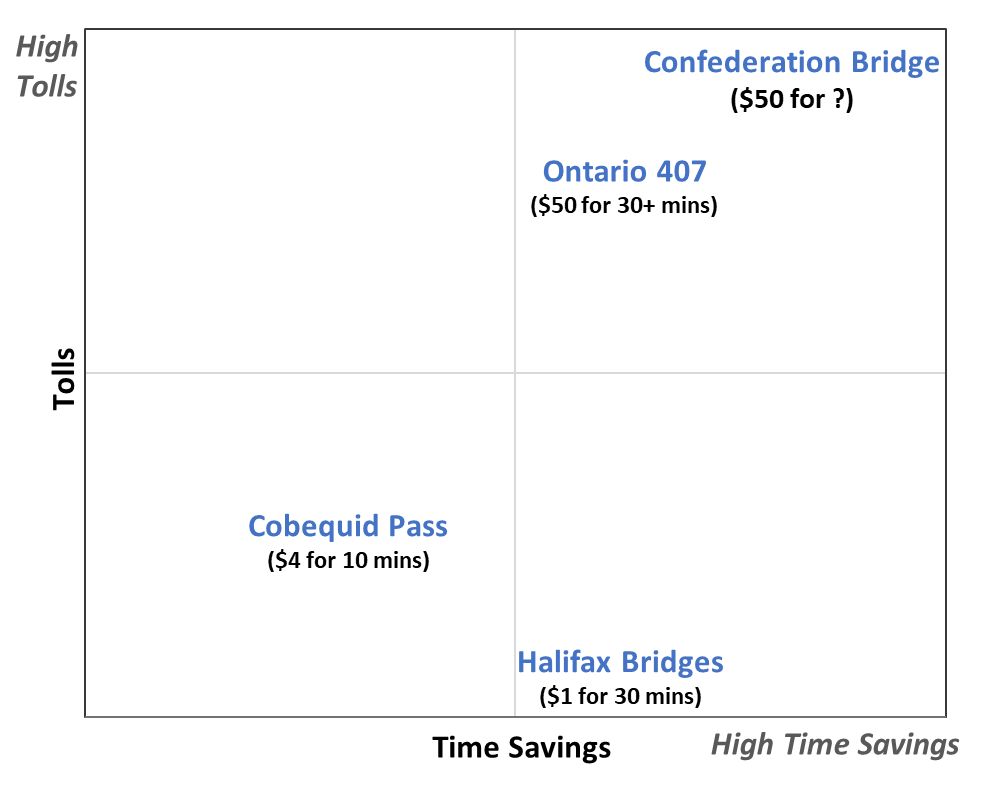 High
Tolls
Confederation Bridge
($50 for ?)
Ontario 407
($50 for 30+ mins)
Tolls
Cobequid Pass
($4 for 10 mins)
Halifax Bridges
($1 for 30 mins)
Time Savings
High Time Savings